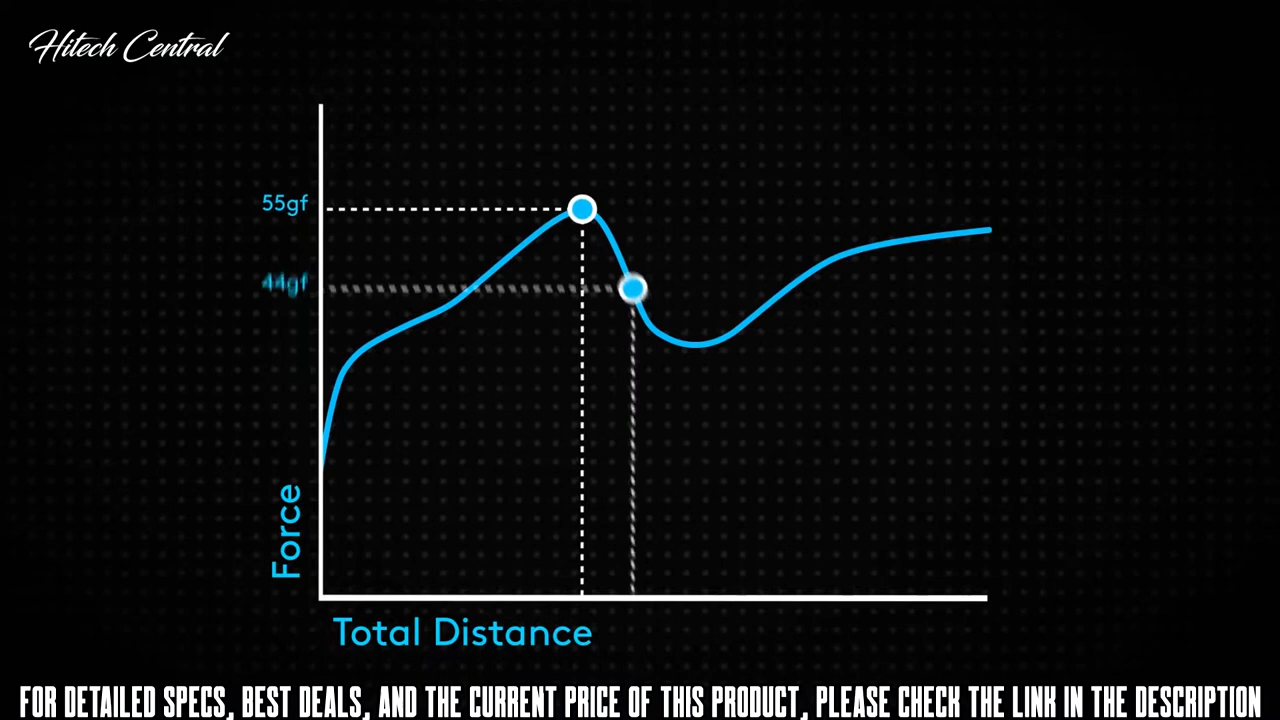 Hitech Central
55gf
44gf
Force
Total Distance
FOR DETAILED SPECS, BEST DEALS, AND THE CURRENT PRICE OF THIS PRODUCT, PLEASE CHECK THE LINK IN THE DESCRIPTION